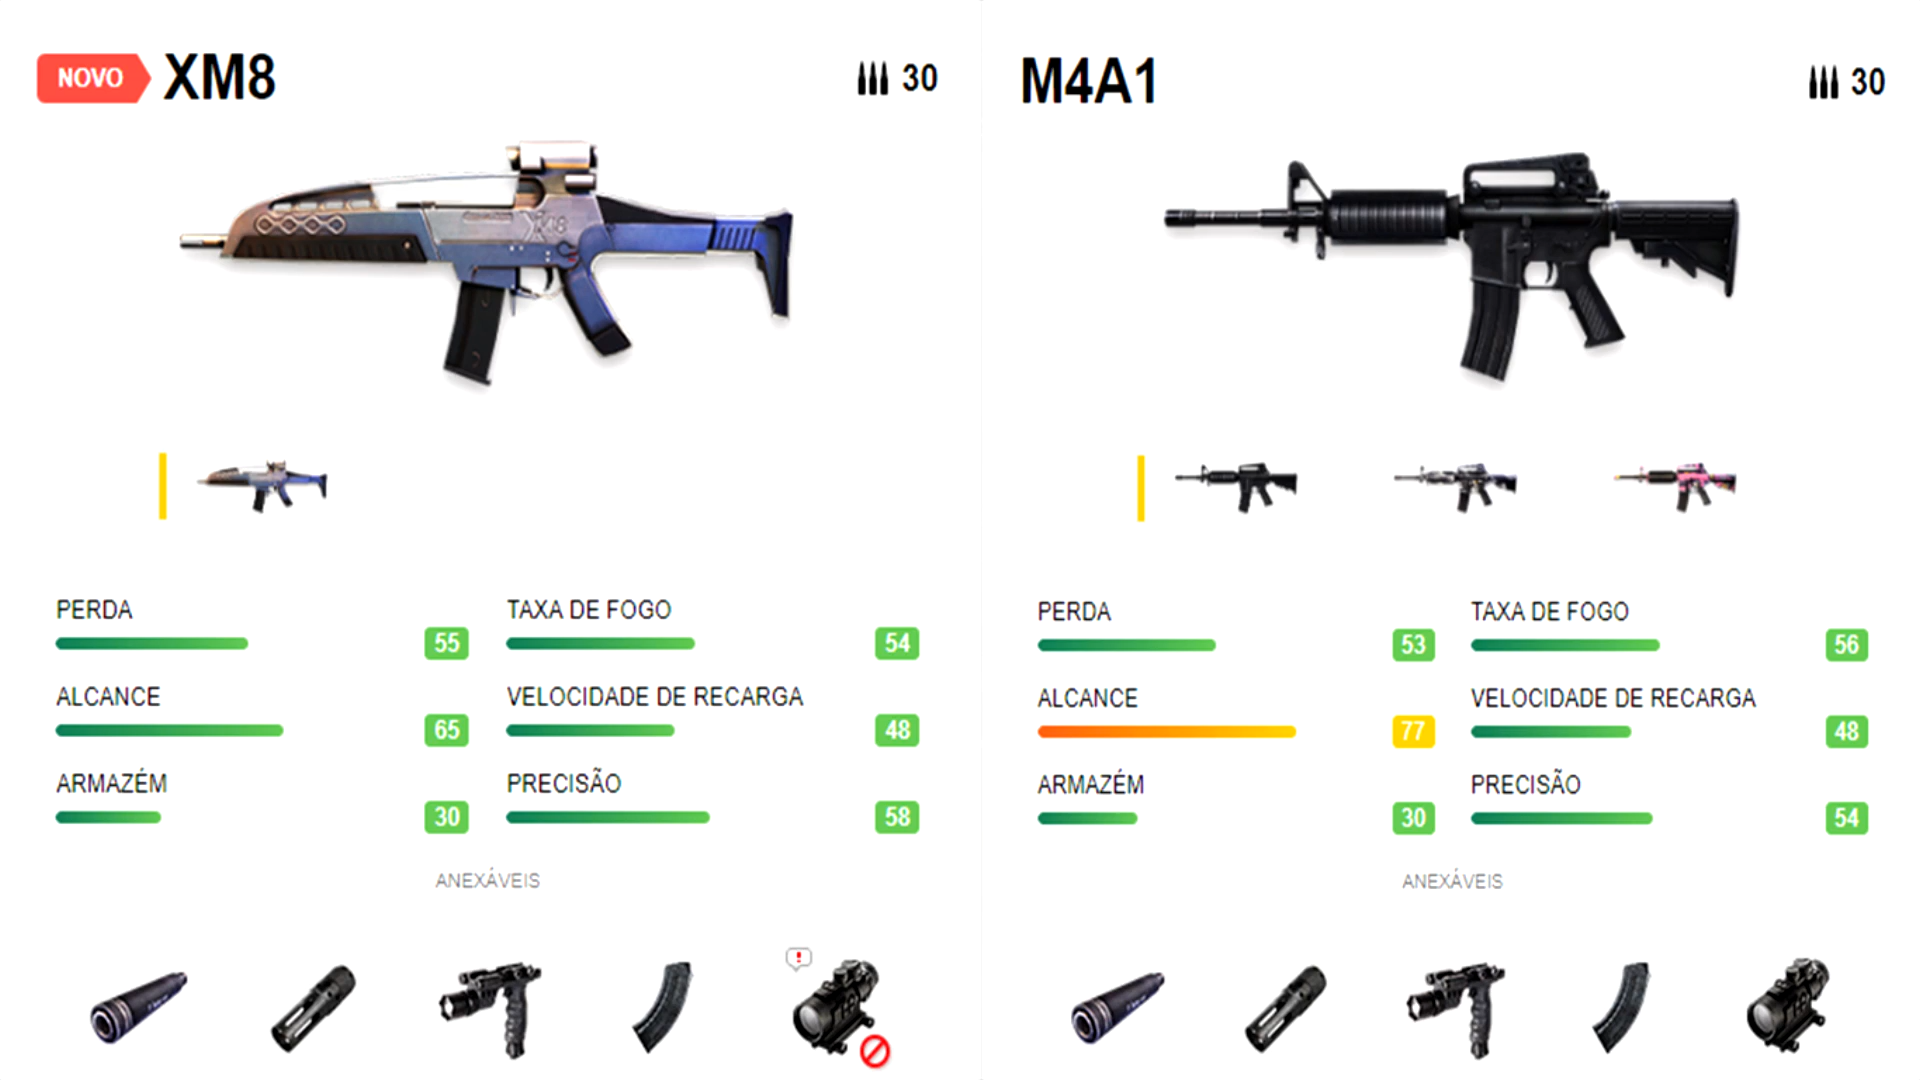 NOVO XM8 30
PERDA 55
TAXA DE FOGO 54
ALCANCE 65
VELOCIDADE DE RECARGA 48
ARMAZÉM 30
PRECISÃO 58
ANEXÁVEIS
!
M4A1 30
PERDA 53
TAXA DE FOGO 56
ALCANCE 77
VELOCIDADE DE RECARGA 48
ARMAZÉM 30
PRECISÃO 54
ANEXÁVEIS